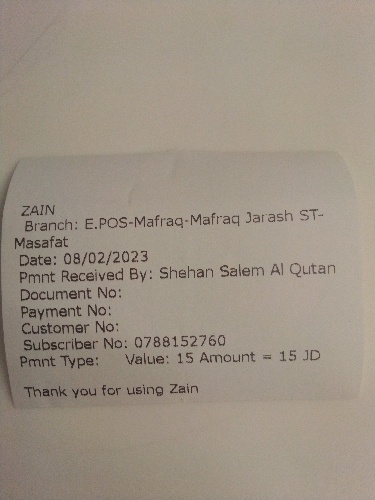 ZAIN
Branch: E.POS-Mafraq-Mafraq Jarash ST-
Masafat
Date: 08/02/2023
Pmnt Received By: Shehan Salem Al Qutan
Document No:
Payment No:
Customer No:
Subscriber No: 0788152760
Pmnt Type: Value: 15 Amount = 15 JD
Thank you for using Zain